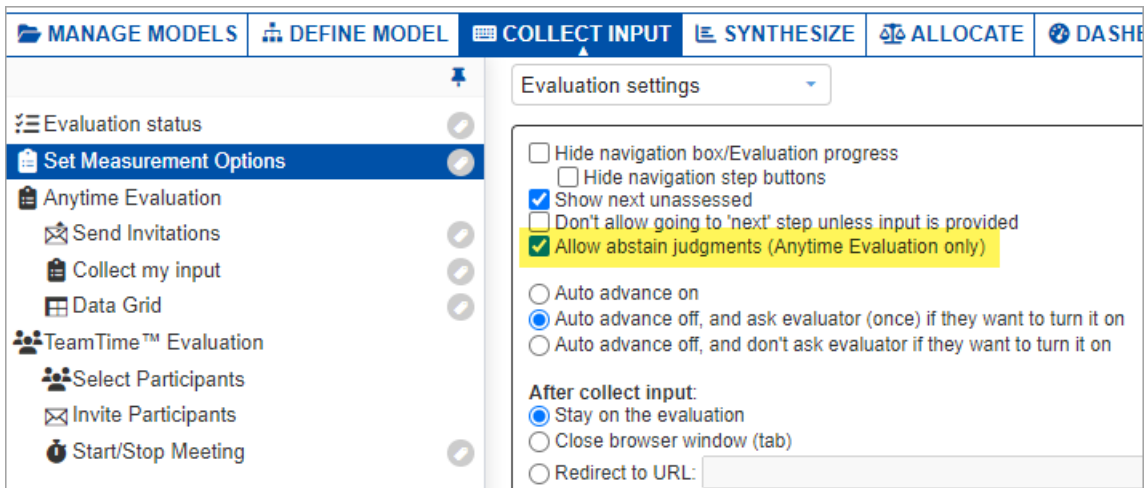 MANAGE MODELS DEFINE MODEL COLLECT INPUT SYNTHESIZE ALLOCATE
Evaluation settings
Evaluation status
Set Measurement Options
Anytime Evaluation
Send Invitations
Collect my input
Data Grid
TeamTime™ Evaluation
Select Participants
Invite Participants
Start/Stop Meeting
Hide navigation box/Evaluation progress
Hide navigation step buttons
Show next unassessed
Don't allow going to 'next' step unless input is provided
Allow abstain judgments (Anytime Evaluation only)
Auto advance on
Auto advance off, and ask evaluator (once) if they want to turn it on
Auto advance off, and don't ask evaluator if they want to turn it on
After collect input:
Stay on the evaluation
Close browser window (tab)
Redirect to URL: